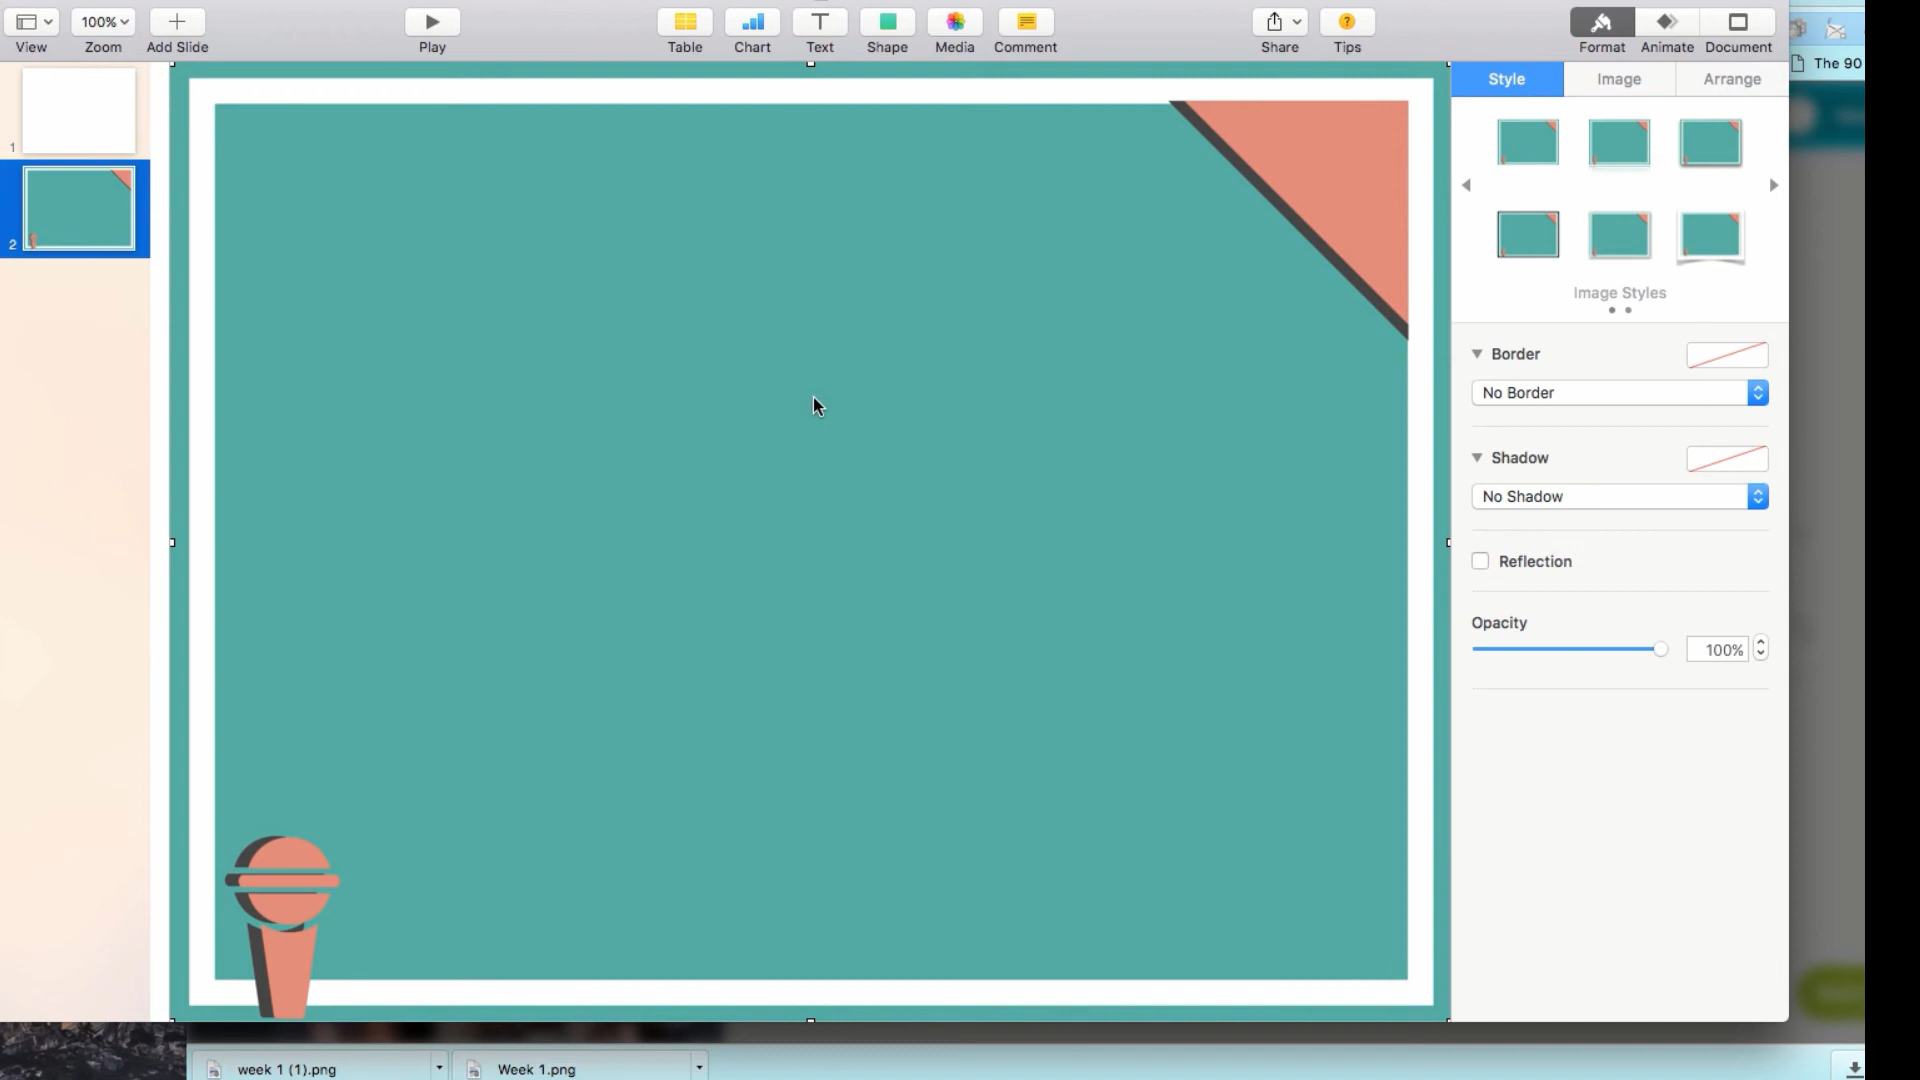 100%
View
Zoom
Add Slide
Play
Table
Chart
Text
Shape
Media
Comment
Share
Tips
Format
Animate
Document
The 90
Style
Image
Arrange
1
2
Image Styles
Border
No Border
Shadow
No Shadow
Reflection
Opacity
100%
week 1 (1).png
Week 1.png